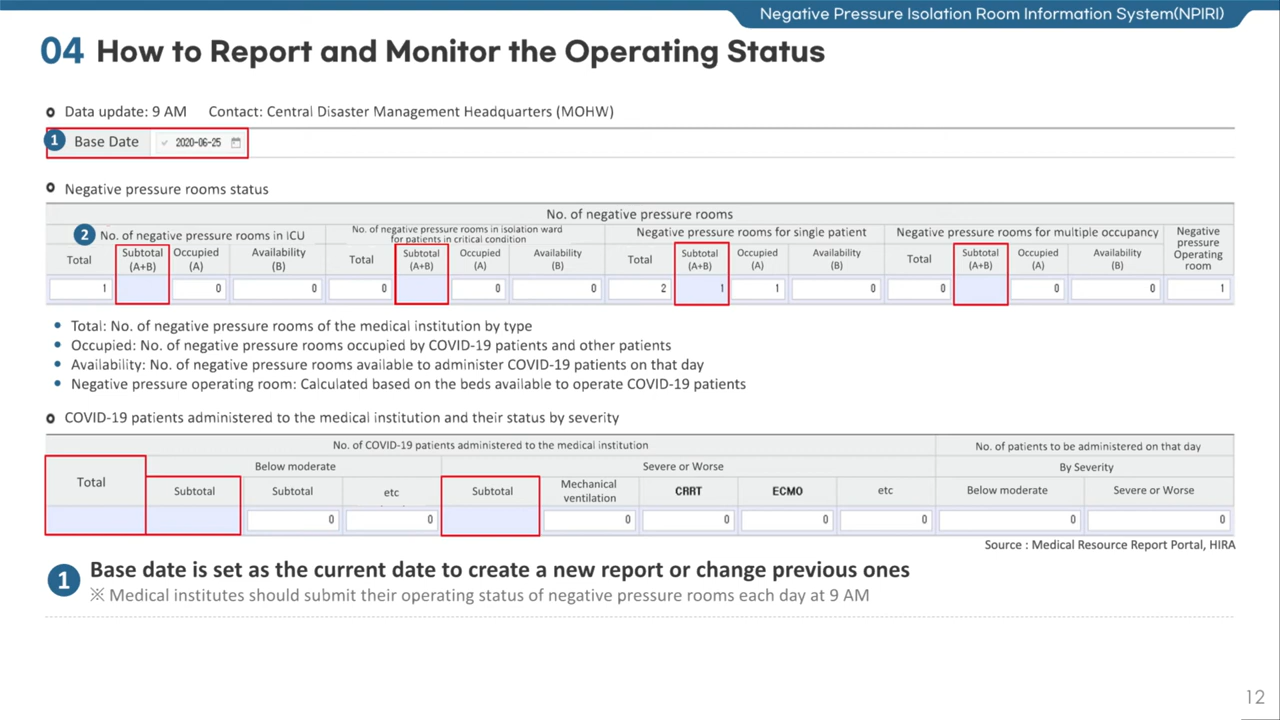 Negative Pressure Isolation Room Information System(NPIRI)
04 How to Report and Monitor the Operating Status
Data update: 9 AM Contact: Central Disaster Management Headquarters (MOHW)
1 Base Date 2020-06-25
Negative pressure rooms status
No. of negative pressure rooms
2 No. of negative pressure rooms in ICU
No. of negative pressure rooms in isolation ward
for patients in critical condition
Negative pressure rooms for single patient
Negative pressure rooms for multiple occupancy
Negative
pressure
Operating
room
Total
Subtotal
(A+B)
Occupied
(A)
Availability
(B)
Total
Subtotal
(A+B)
Occupied
(A)
Availability
(B)
Total
Subtotal
(A+B)
Occupied
(A)
Availability
(B)
Total
Subtotal
(A+B)
Occupied
(A)
Availability
(B)
1 0 0 0 0 0 2 1 1 0 0 0 0 1
Total: No. of negative pressure rooms of the medical institution by type
Occupied: No. of negative pressure rooms occupied by COVID-19 patients and other patients
Availability: No. of negative pressure rooms available to administer COVID-19 patients on that day
Negative pressure operating room: Calculated based on the beds available to operate COVID-19 patients
COVID-19 patients administered to the medical institution and their status by severity
No. of COVID-19 patients administered to the medical institution
No. of patients to be administered on that day
Total
Below moderate
Severe or Worse
By Severity
Subtotal
Subtotal
etc
Subtotal
Mechanical
ventilation
CRRT
ECMO
etc
Below moderate
Severe or Worse
0 0 0 0 0 0 0 0
Source : Medical Resource Report Portal, HIRA
1 Base date is set as the current date to create a new report or change previous ones
※ Medical institutes should submit their operating status of negative pressure rooms each day at 9 AM
12